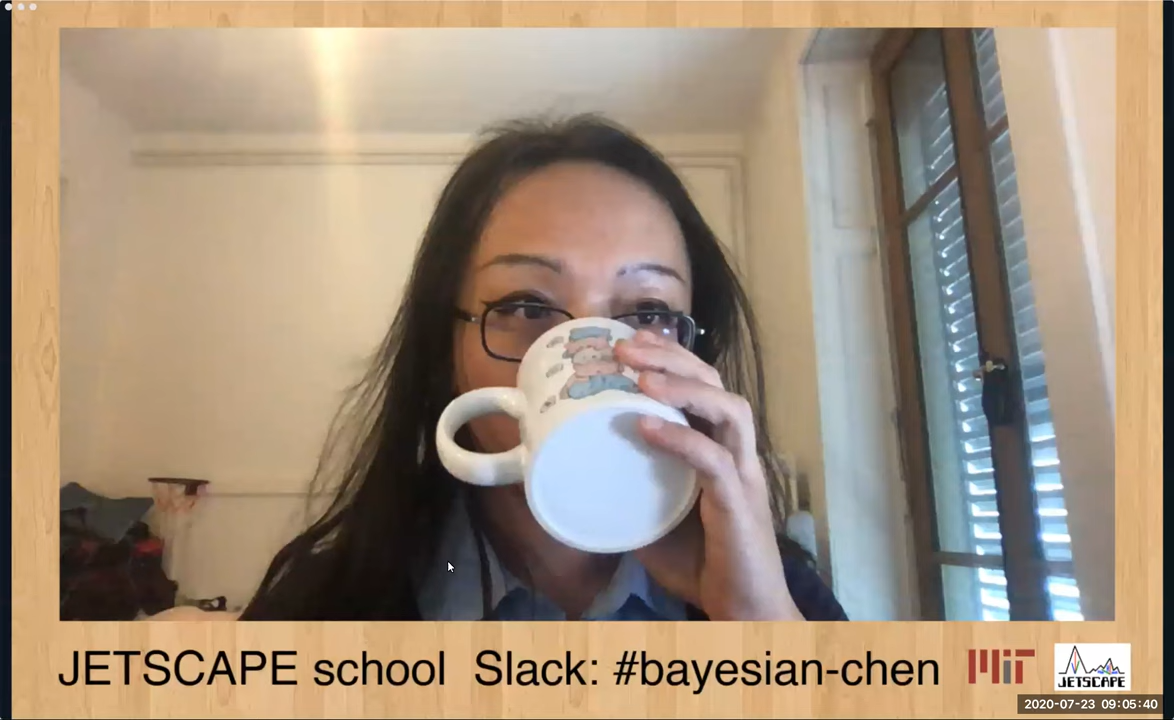 JETSCAPE school Slack: #bayesian-chen
MIT
JETSCAPE
2020-07-23 09:05:40